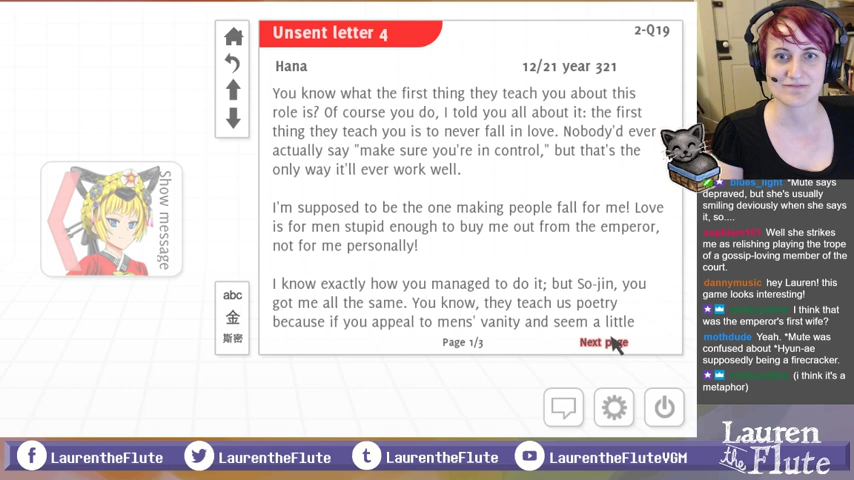 Unsent letter 4
2-Q19
Hana
12/21 year 321
You know what the first thing they teach you about this
role is? Of course you do, I told you all about it: the first
thing they teach you is to never fall in love. Nobody'd ever
actually say "make sure you're in control," but that's the
only way it'll ever work well.
I'm supposed to be the one making people fall for me! Love
is for men stupid enough to buy me out from the emperor,
not for me personally!
I know exactly how you managed to do it; but So-jin, you
got me all the same. You know, they teach us poetry
because if you appeal to mens' vanity and seem a little
Page 1/3
Next
Show message
abc
金
斯密
blues_light *Mute says
depraved, but she's usually
smiling deviously when she says
it, so....
Well she strikes
me as relishing playing the trope
of a gossip-loving member of the
court.
dannymusic hey Lauren! this
game looks interesting!
I think that
was the emperor's first wife?
mothdude Yeah. *Mute was
confused about *Hyun-ae
supposedly being a firecracker.
(i think it's a
metaphor)
Lauren
the Flute
LaurentheFlute
LaurentheFlute
LaurentheFlute
LaurentheFluteVGM